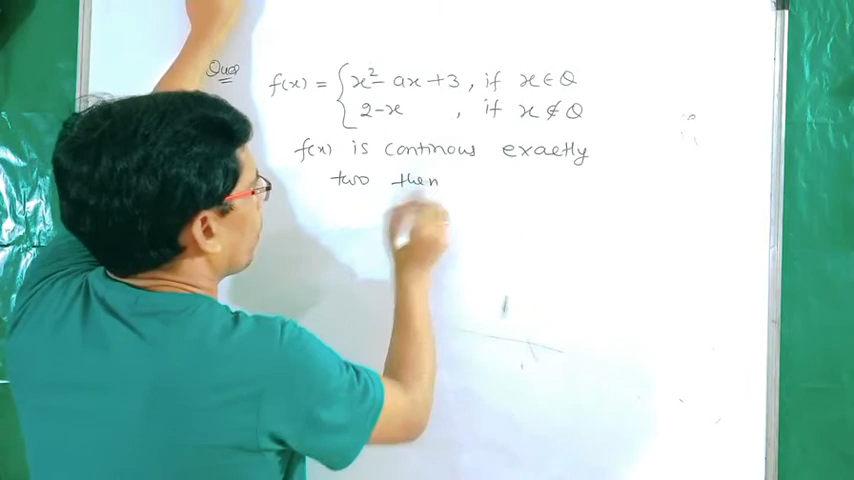 Ques f(x) = { x² - ax + 3 , if x ∈ Q
2-x , if x ∉ Q
f(x) is continous exactly
two then